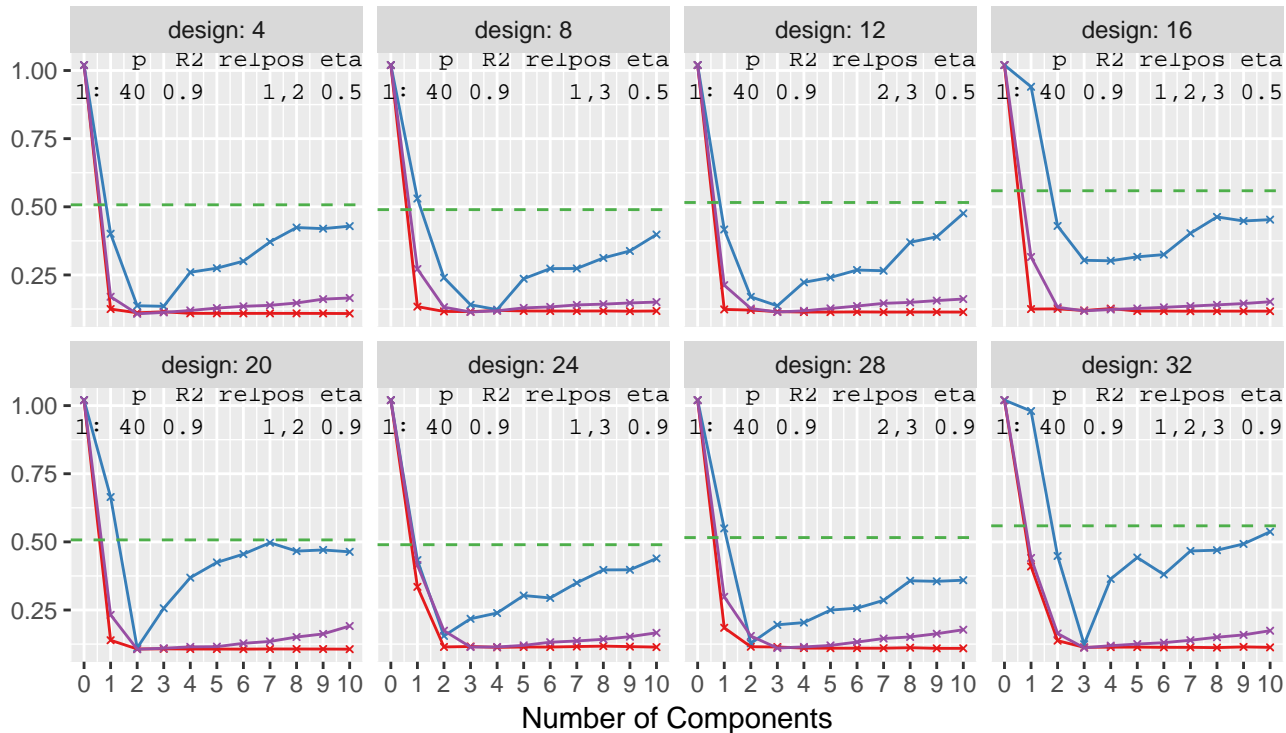 design: 4
design: 8
design: 12
design: 16
p R2 relpos eta
1: 40 0.9 1,2 0.5
p R2 relpos eta
1: 40 0.9 1,3 0.5
p R2 relpos eta
1: 40 0.9 2,3 0.5
p R2 relpos eta
1: 40 0.9 1,2,3 0.5
1.00
0.75
0.50
0.25
design: 20
design: 24
design: 28
design: 32
p R2 relpos eta
1: 40 0.9 1,2 0.9
p R2 relpos eta
1: 40 0.9 1,3 0.9
p R2 relpos eta
1: 40 0.9 2,3 0.9
p R2 relpos eta
1: 40 0.9 1,2,3 0.9
1.00
0.75
0.50
0.25
0 1 2 3 4 5 6 7 8 9 10
0 1 2 3 4 5 6 7 8 9 10
0 1 2 3 4 5 6 7 8 9 10
0 1 2 3 4 5 6 7 8 9 10
Number of Components